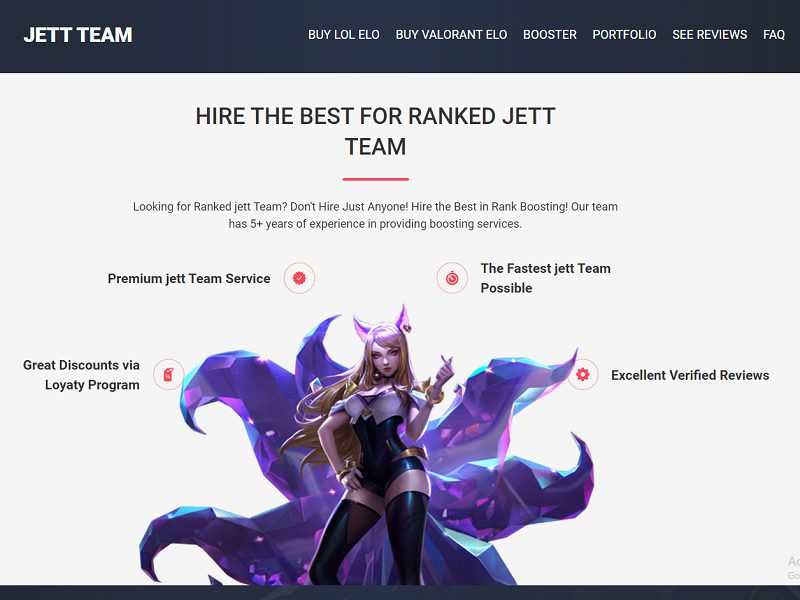 JETT TEAM
BUY LOL ELO BUY VALORANT ELO BOOSTER PORTFOLIO SEE REVIEWS FAQ
HIRE THE BEST FOR RANKED JETT
TEAM
Looking for Ranked jett Team? Don't Hire Just Anyone! Hire the Best in Rank Boosting! Our team
has 5+ years of experience in providing boosting services.
Premium jett Team Service
The Fastest jett Team
Possible
Great Discounts via
Loyaty Program
Excellent Verified Reviews